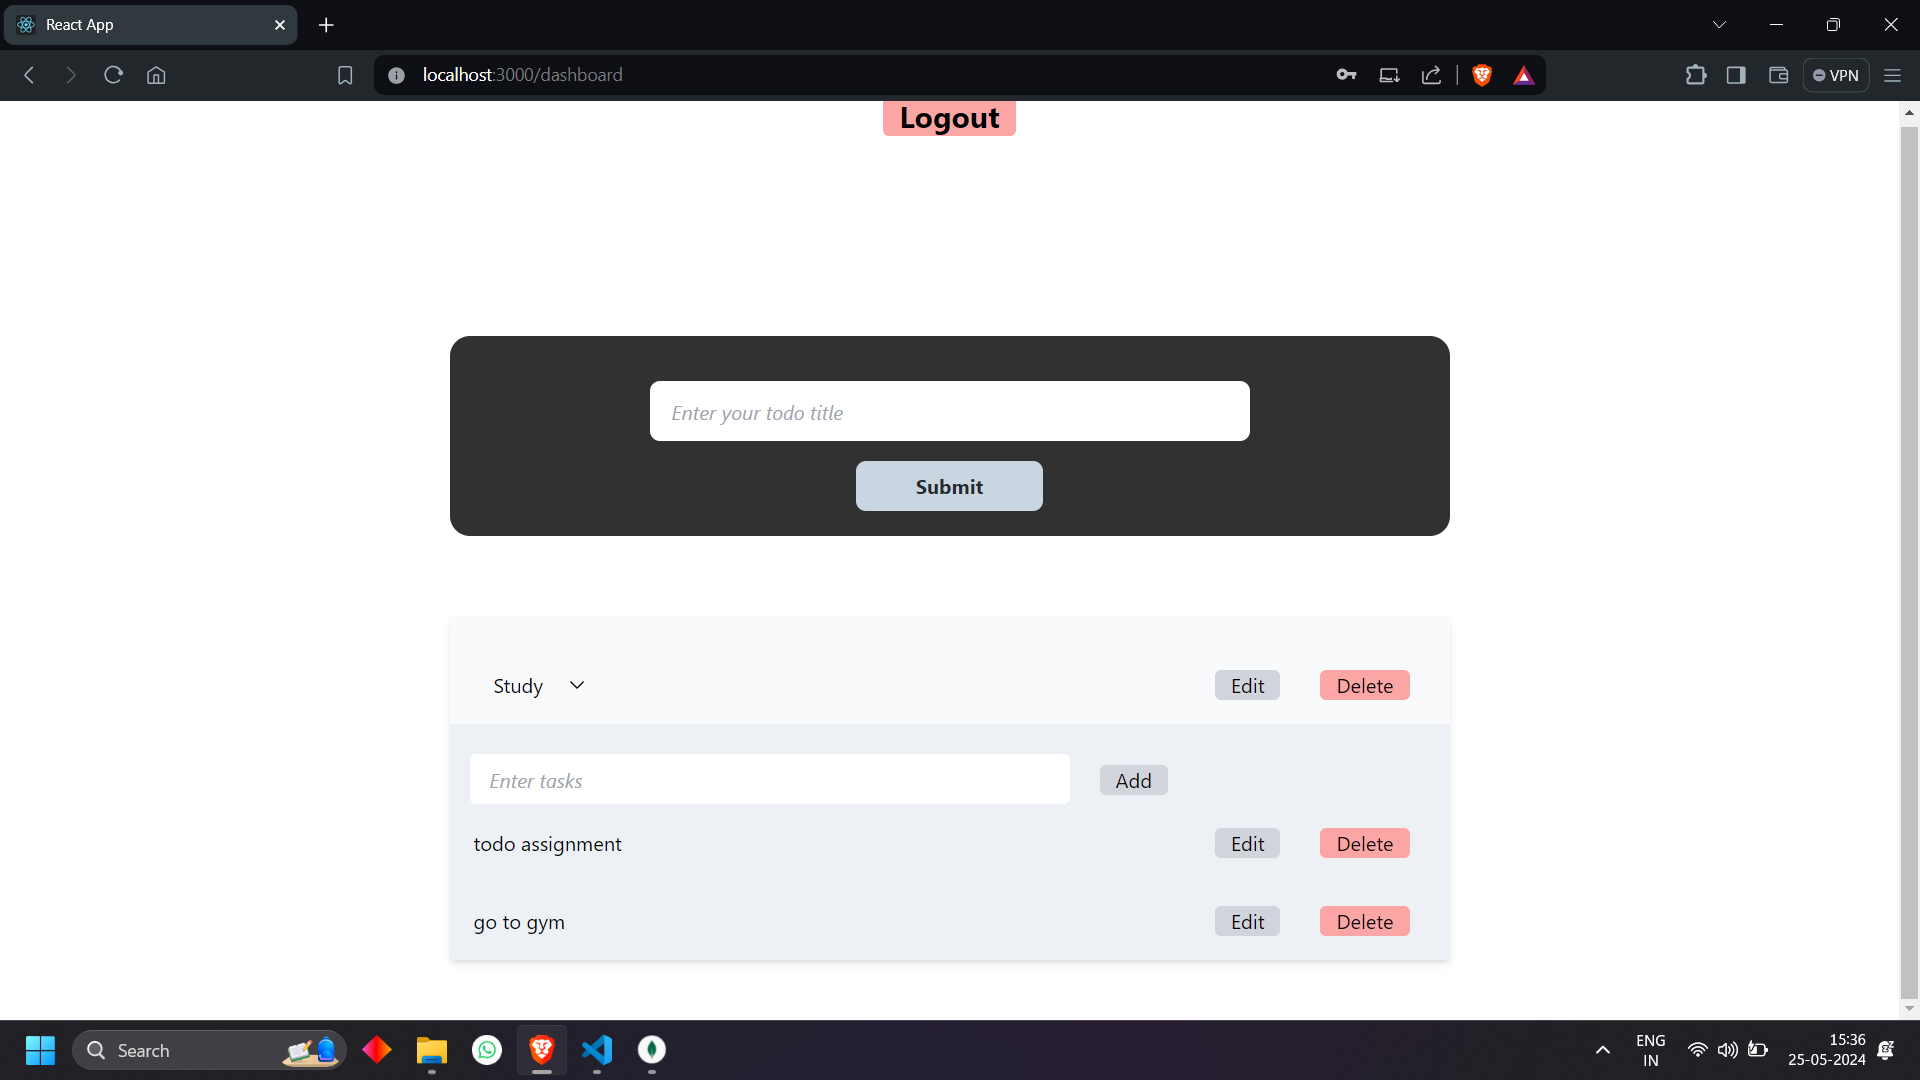 React App
localhost:3000/dashboard
VPN
Logout
Enter your todo title
Submit
Study
Edit
Delete
Enter tasks
Add
todo assignment
Edit
Delete
go to gym
Edit
Delete
Search
ENG
IN
15:36
25-05-2024